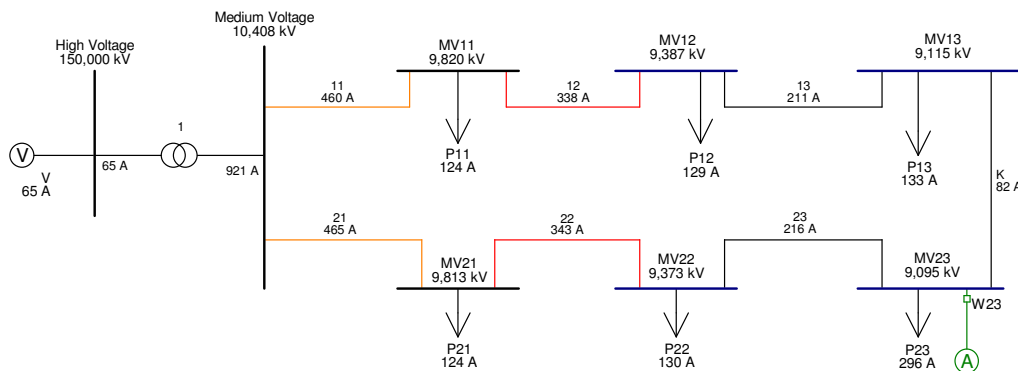 Medium Voltage
10,408 kV
High Voltage
150,000 kV
MV11
9,820 kV
MV12
9,387 kV
MV13
9,115 kV
11
460 A
12
338 A
13
211 A
1
V
V
65 A
65 A
921 A
P11
124 A
P12
129 A
P13
133 A
K
82 A
21
465 A
22
343 A
23
216 A
MV21
9,813 kV
MV22
9,373 kV
MV23
9,095 kV
W23
P21
124 A
P22
130 A
P23
296 A
A